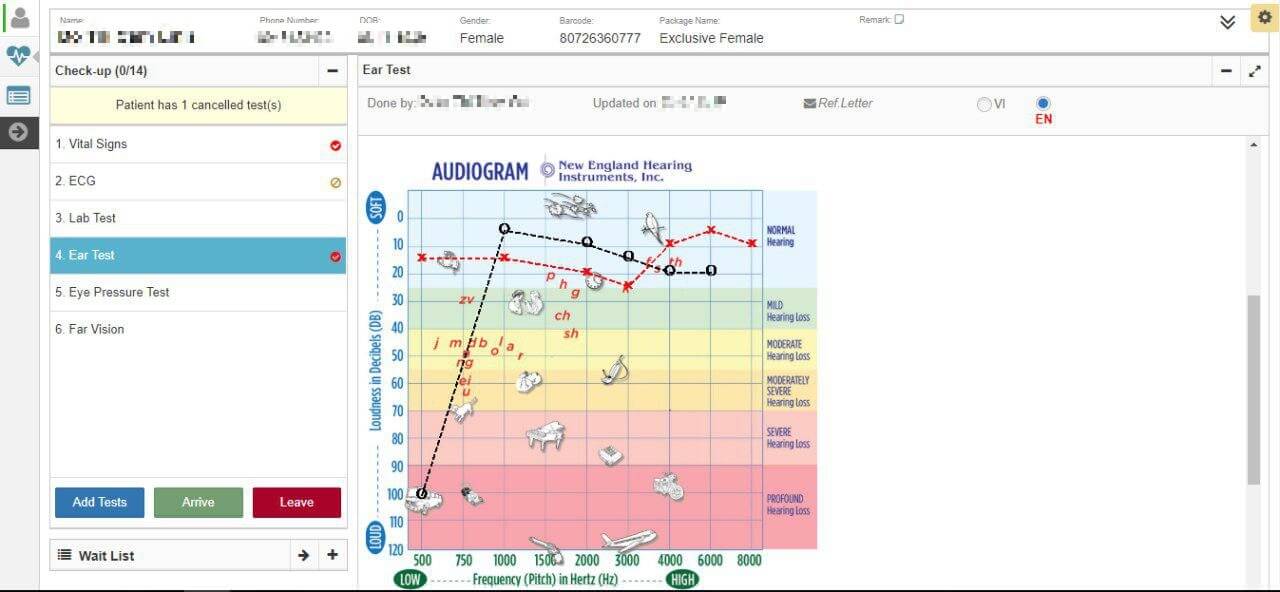 Name:
Phone Number:
DOB:
Gender:
Barcode:
Package Name:
Remark:
Female
80726360777
Exclusive Female
Check-up (0/14)
Patient has 1 cancelled test(s)
1. Vital Signs
2. ECG
3. Lab Test
4. Ear Test
5. Eye Pressure Test
6. Far Vision
Add Tests
Arrive
Leave
Wait List
Ear Test
Done by:
Updated on
Ref.Letter
VI
EN
AUDIOGRAM
New England Hearing
Instruments, Inc.
SOFT
Loudness in Decibels (DB)
LOUD
0
10
20
30
40
50
60
70
80
90
100
110
120
NORMAL
Hearing
MILD
Hearing Loss
MODERATE
Hearing Loss
MODERATELY
SEVERE
Hearing Loss
SEVERE
Hearing Loss
PROFOUND
Hearing Loss
f
s
th
p
h
g
k
zv
ch
sh
j
m
d
b
o
l
a
r
ng
ei
u
500
750
1000
1500
2000
3000
4000
6000
8000
LOW
Frequency (Pitch) in Hertz (Hz)
HIGH